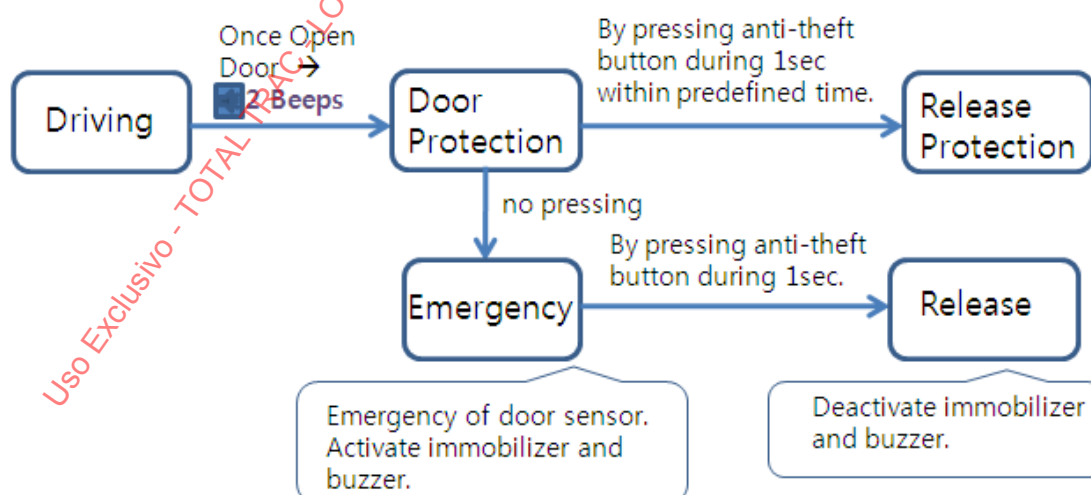 Once Open
Door →
2 Beeps
By pressing anti-theft
button during 1sec
within predefined time.
Driving
Door
Protection
Release
Protection
no pressing
By pressing anti-theft
button during 1sec.
Emergency
Release
Emergency of door sensor.
Activate immobilizer and
buzzer.
Deactivate immobilizer
and buzzer.
Uso Exclusivo - TOTAL TRAC - LO